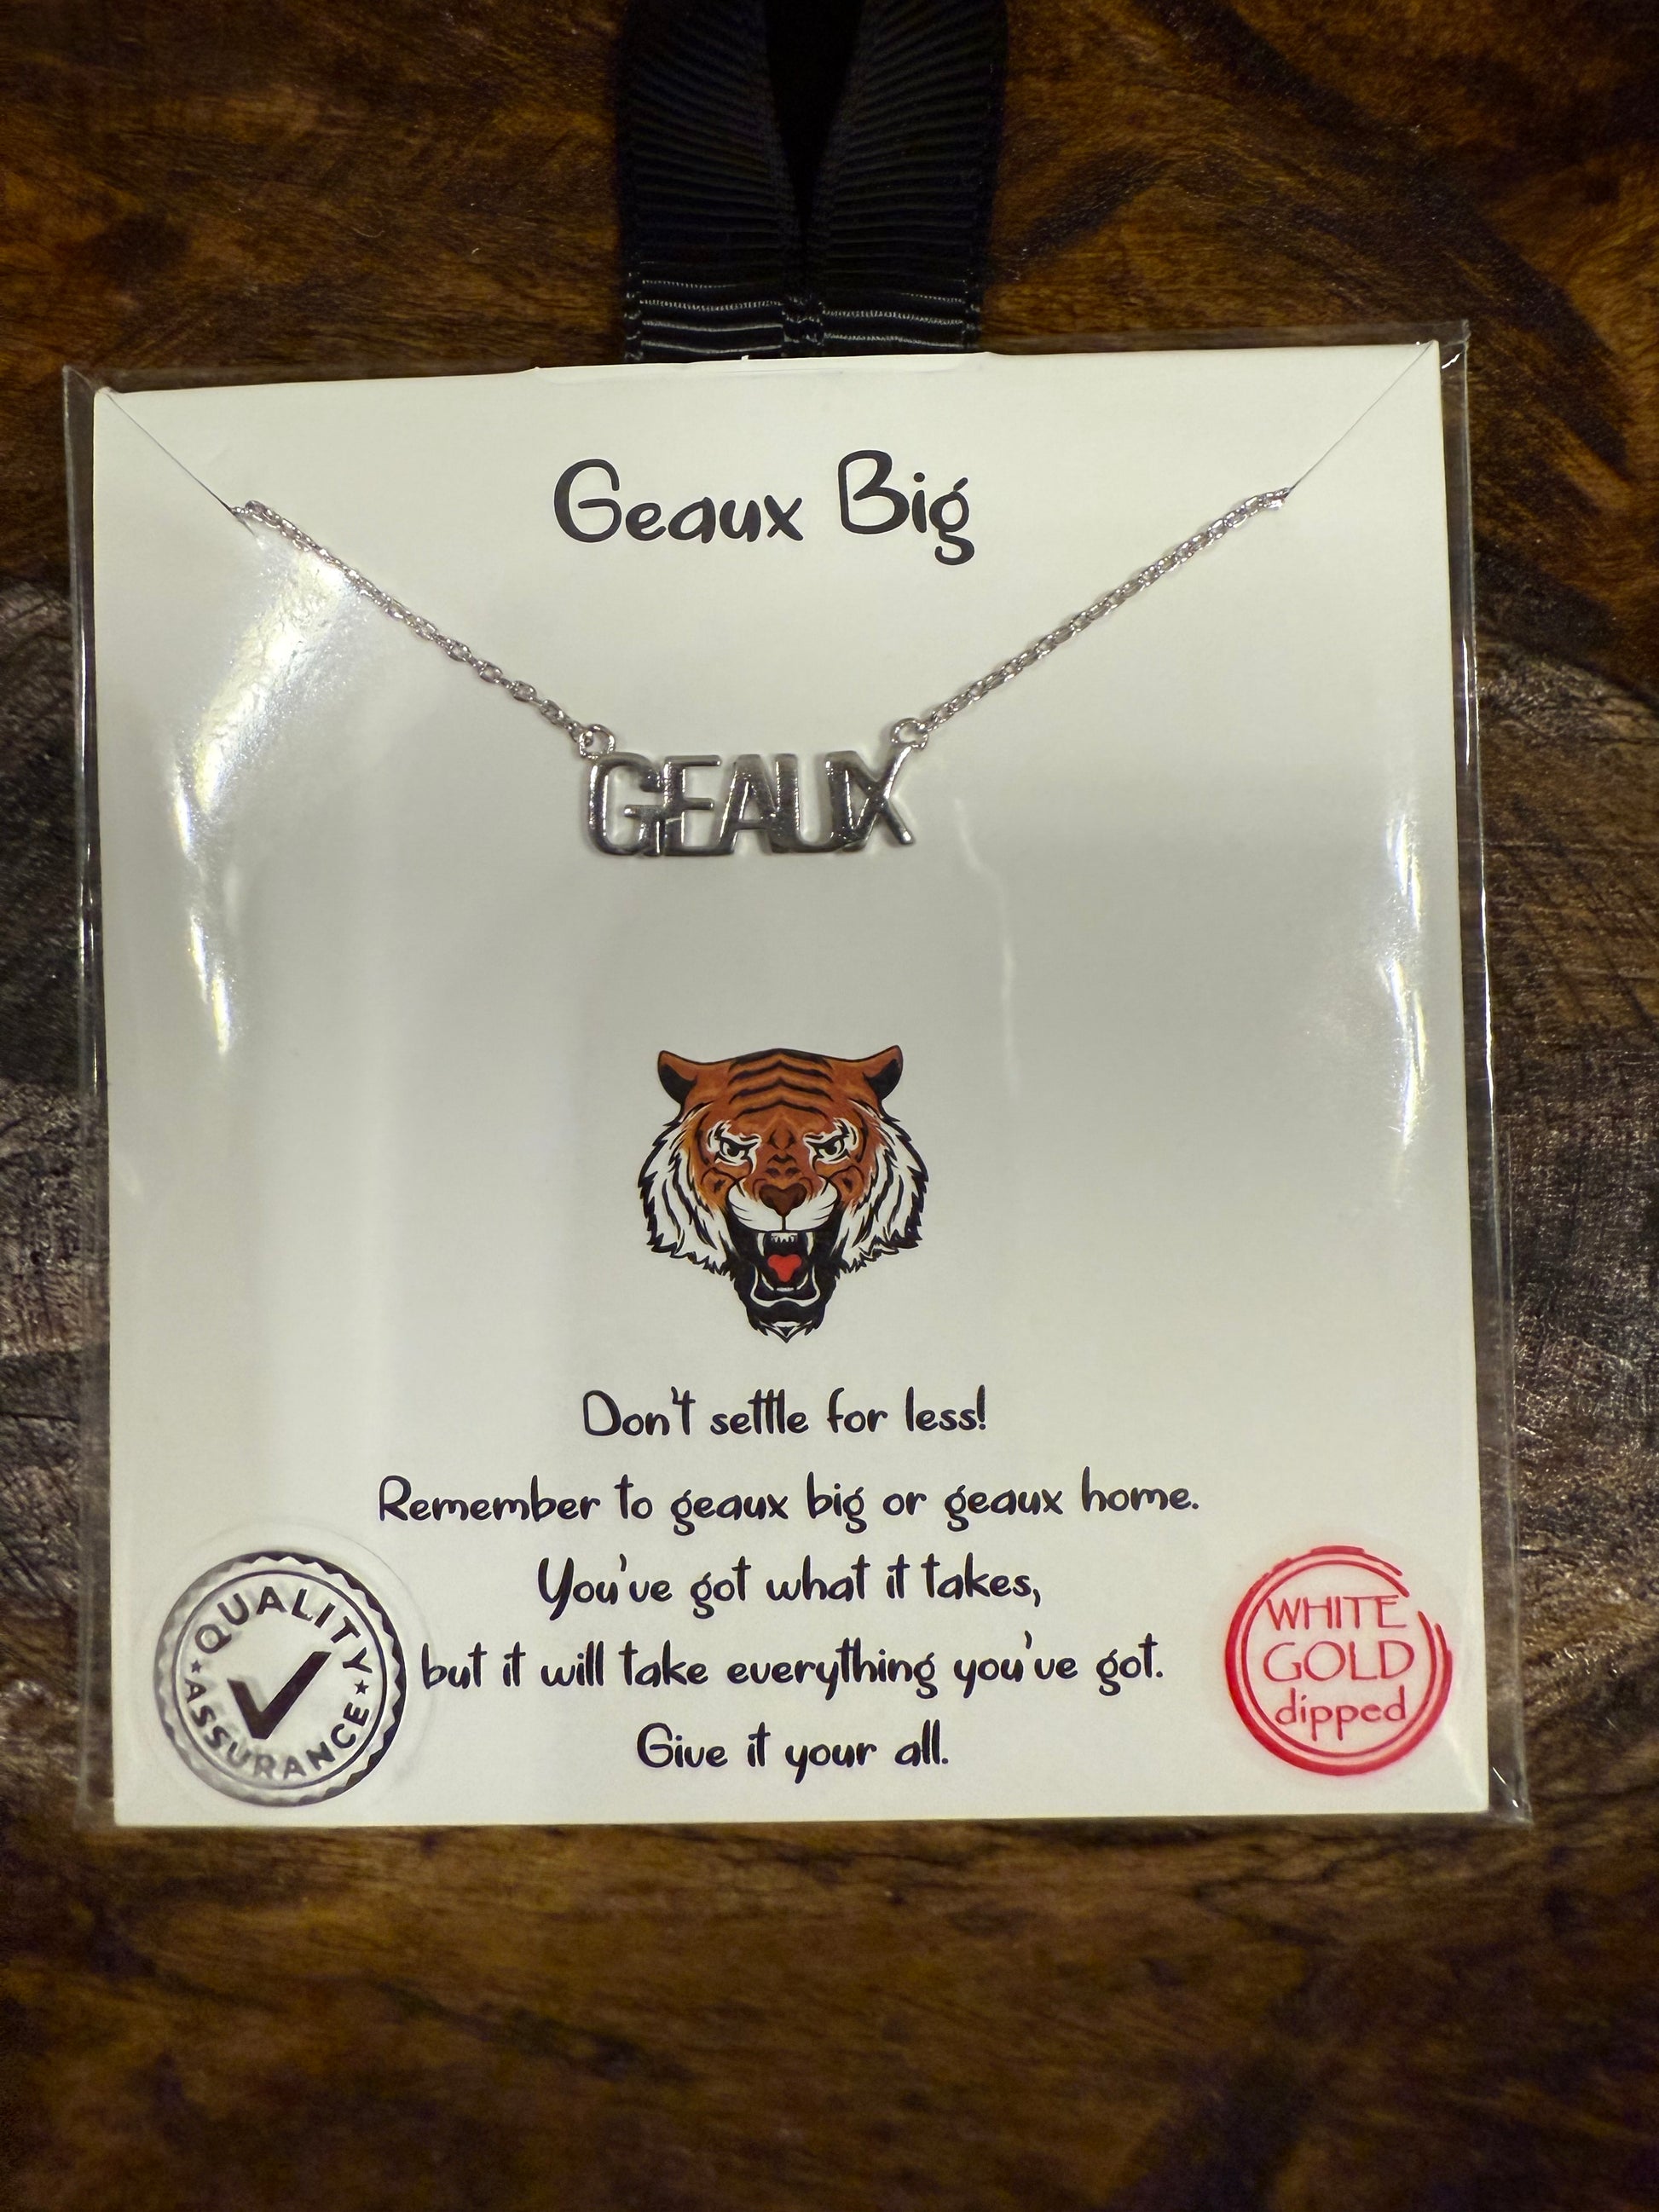 Geaux Big
GEAUX
Don't settle for less!
Remember to geaux big or geaux home.
You've got what it takes,
but it will take everything you've got.
Give it your all.
QUALITY
ASSURANCE
WHITE
GOLD
dipped